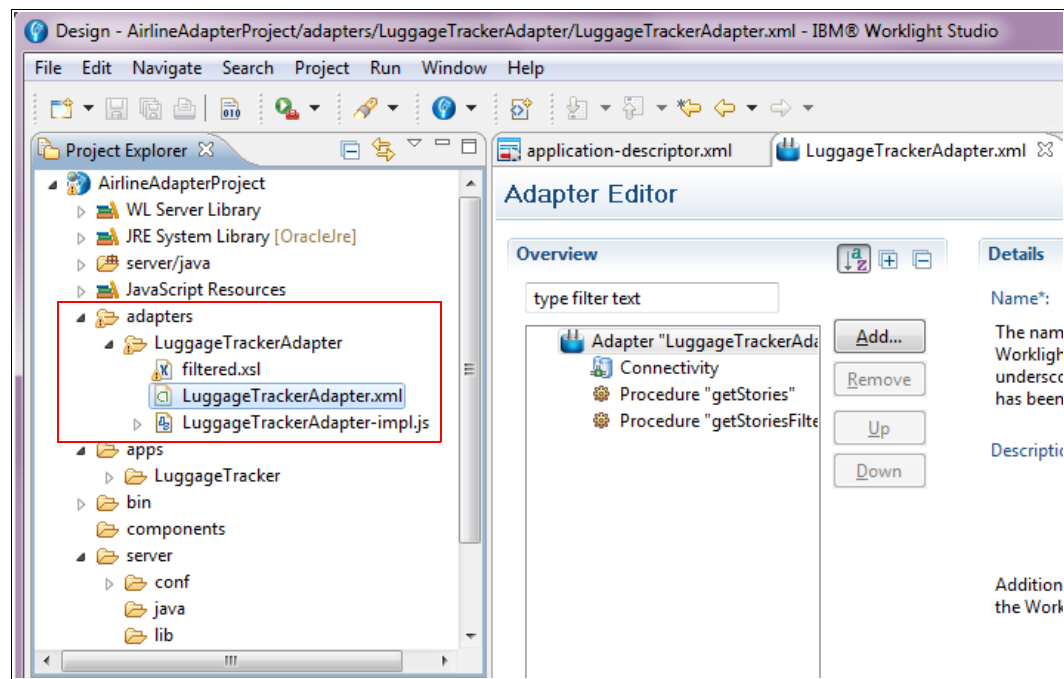 Design - AirlineAdapterProject/adapters/LuggageTrackerAdapter/LuggageTrackerAdapter.xml - IBM® Worklight Studio
File Edit Navigate Search Project Run Window Help
010
Project Explorer
application-descriptor.xml
LuggageTrackerAdapter.xml
AirlineAdapterProject
WL Server Library
JRE System Library [OracleJre]
server/java
JavaScript Resources
adapters
LuggageTrackerAdapter
filtered.xsl
LuggageTrackerAdapter.xml
LuggageTrackerAdapter-impl.js
apps
LuggageTracker
bin
components
server
conf
java
lib
Adapter Editor
Overview
type filter text
Adapter "LuggageTrackerAda
Connectivity
Procedure "getStories"
Procedure "getStoriesFilte
Add...
Remove
Up
Down
Details
Name*:
The nam
Workligh
undersco
has been
Descriptio
Addition
the Work